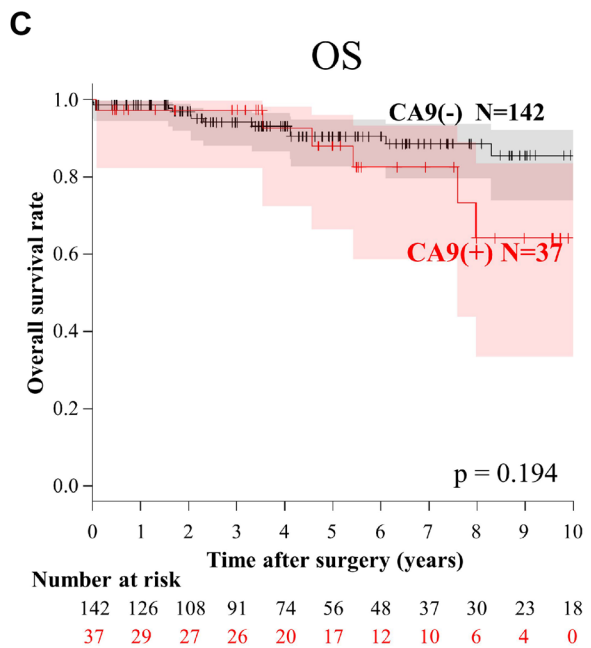 C
OS
CA9(-) N=142
CA9(+) N=37
p = 0.194
Overall survival rate
1.0
0.8
0.6
0.4
0.2
0.0
0 1 2 3 4 5 6 7 8 9 10
Time after surgery (years)
Number at risk
142 126 108 91 74 56 48 37 30 23 18
37 29 27 26 20 17 12 10 6 4 0